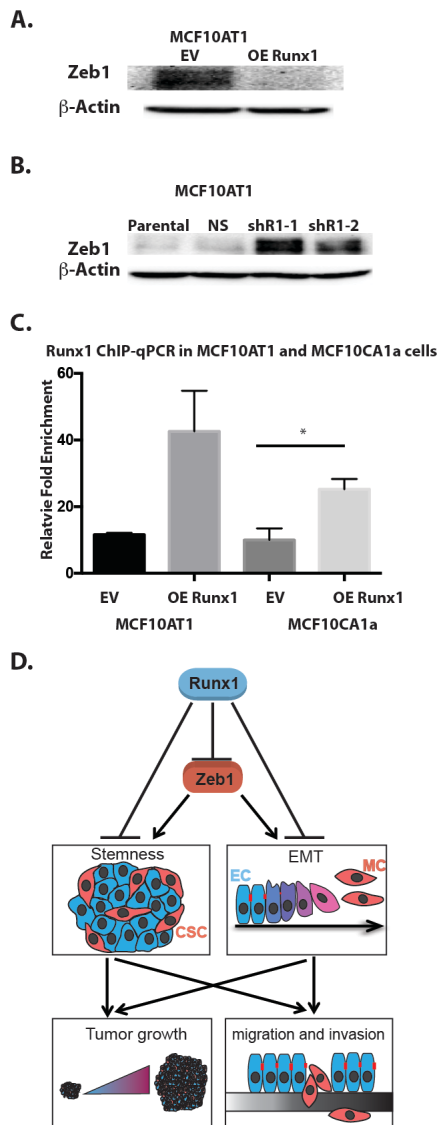 A.
MCF10AT1
EV OE Runx1
Zeb1
β-Actin
B.
MCF10AT1
Parental NS shR1-1 shR1-2
Zeb1
β-Actin
C.
Runx1 ChIP-qPCR in MCF10AT1 and MCF10CA1a cells
Relatvie Fold Enrichment
60
40
20
0
*
EV OE Runx1 EV OE Runx1
MCF10AT1 MCF10CA1a
D.
Runx1
Zeb1
Stemness
CSC
EMT
EC
MC
Tumor growth
migration and invasion